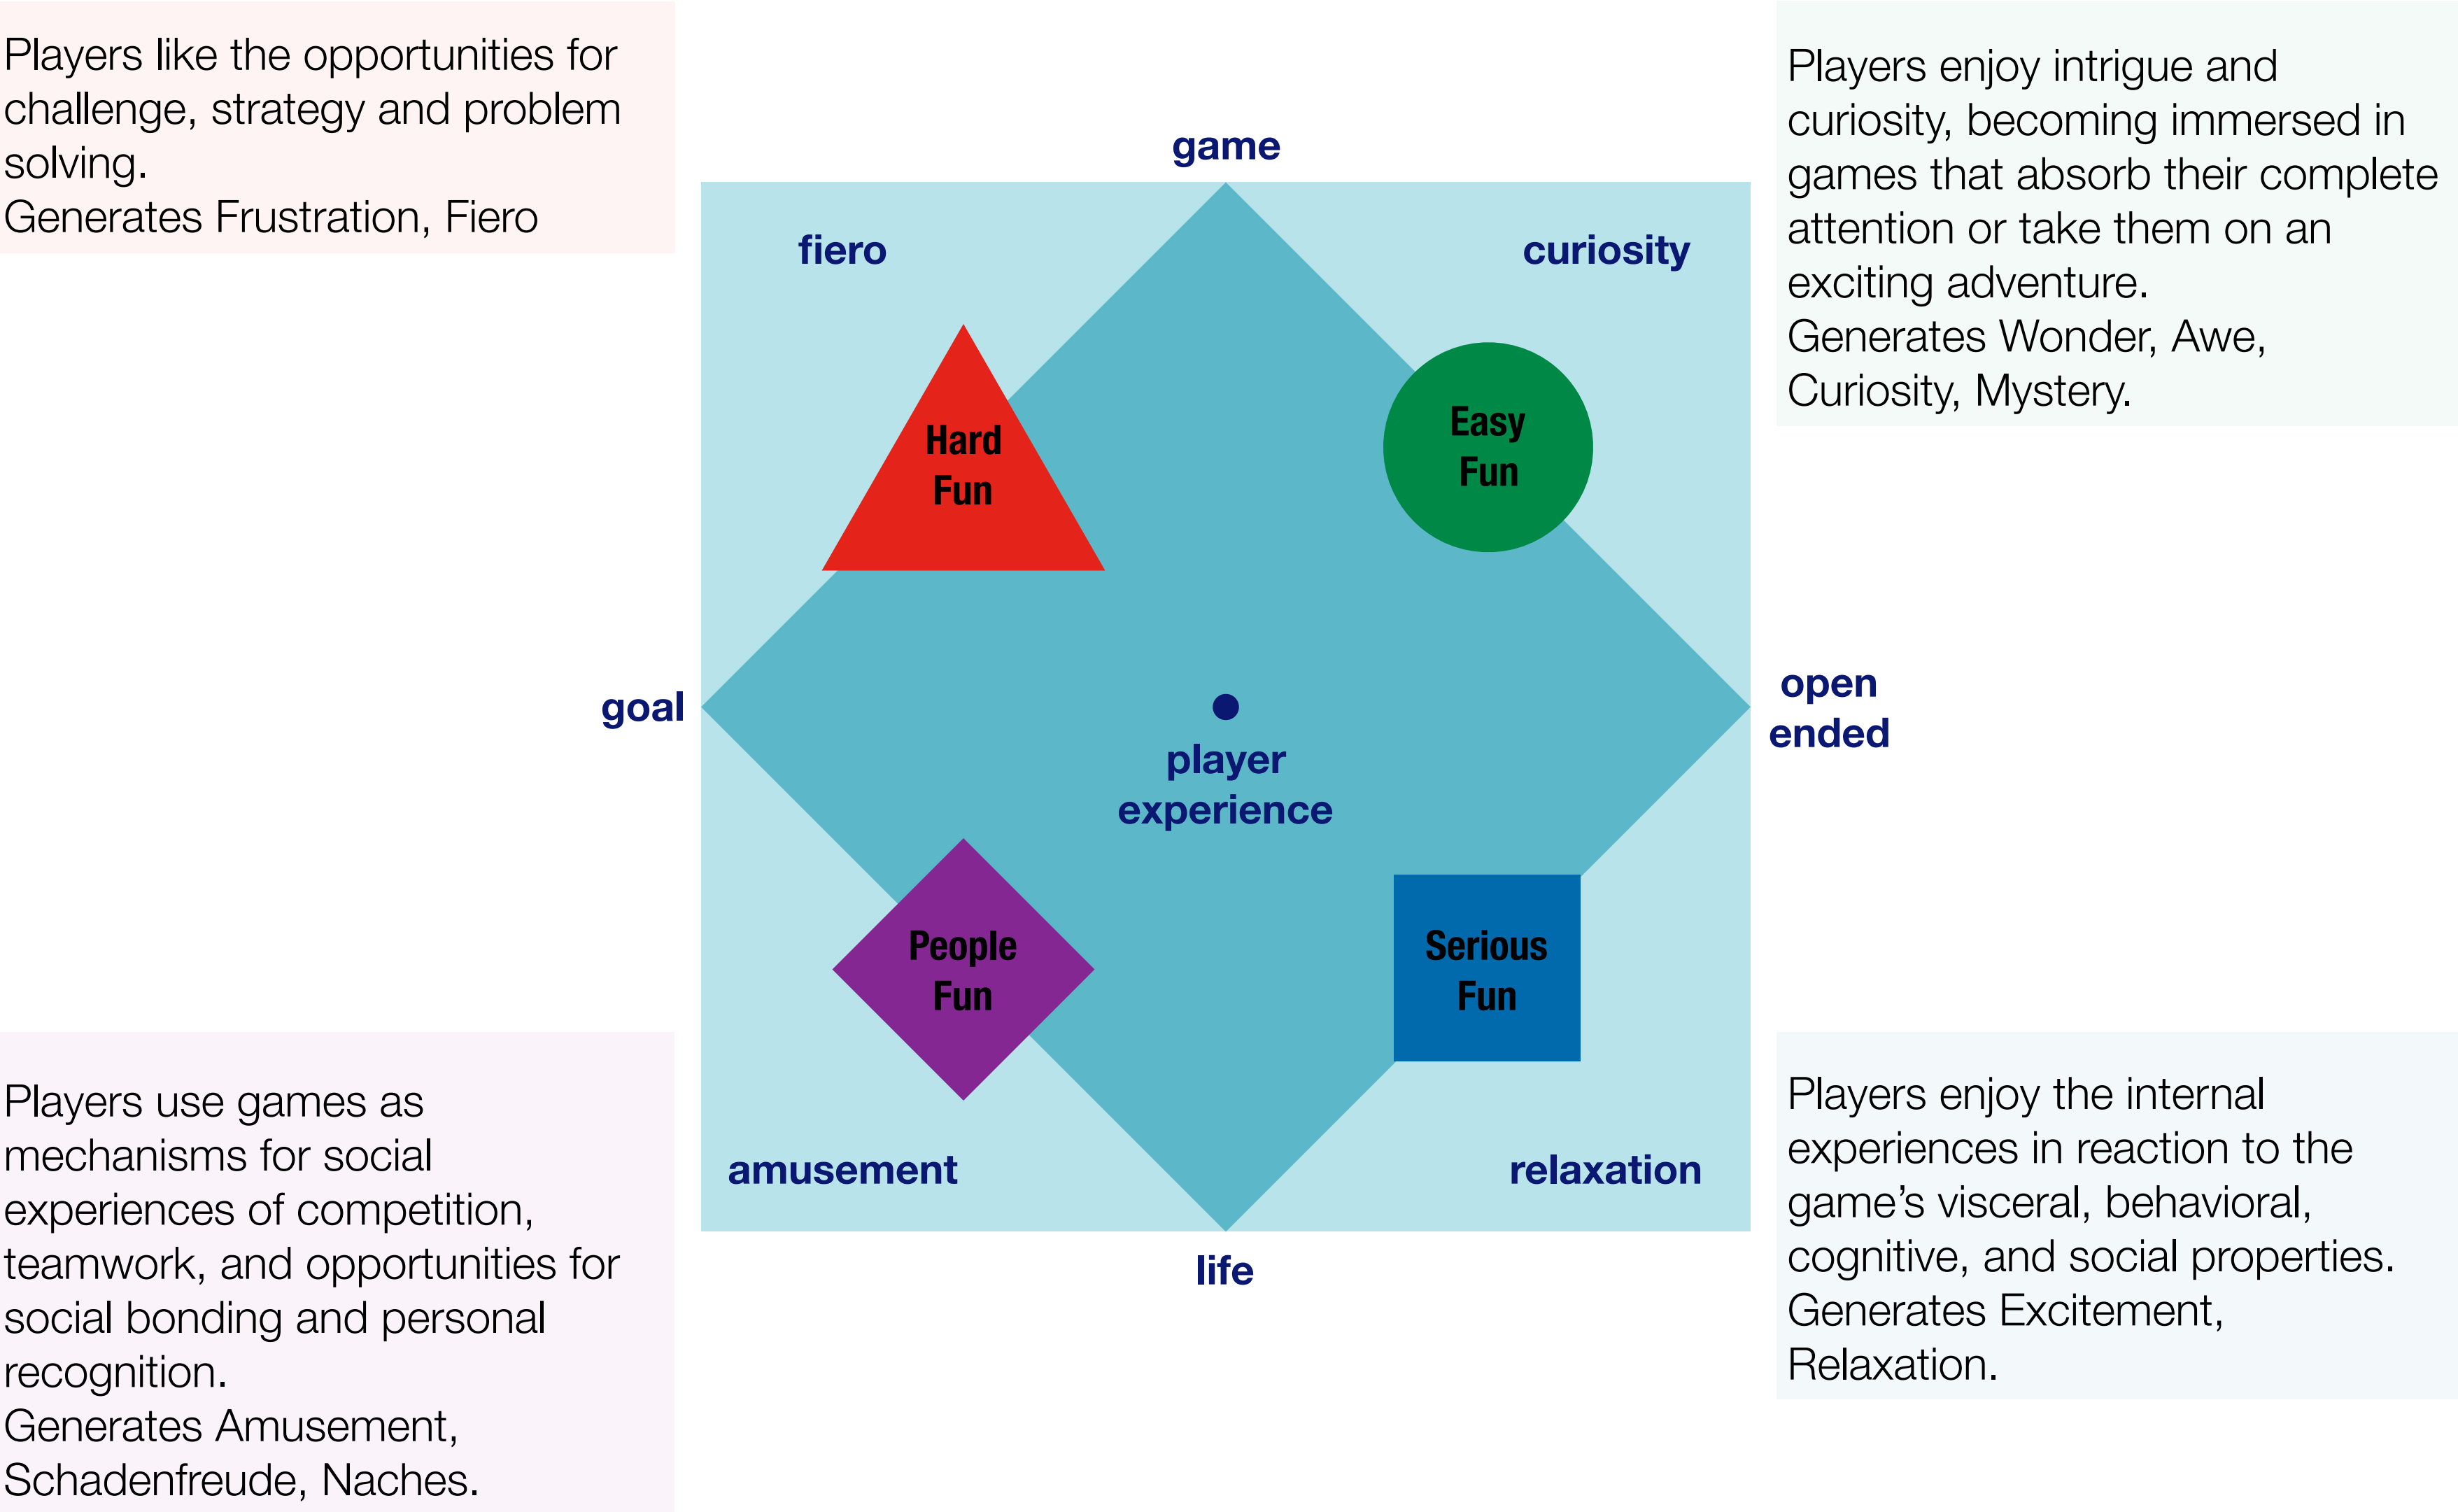 Players like the opportunities for
challenge, strategy and problem
solving.
Generates Frustration, Fiero
Players enjoy intrigue and
curiosity, becoming immersed in
games that absorb their complete
attention or take them on an
exciting adventure.
Generates Wonder, Awe,
Curiosity, Mystery.
game
fiero
curiosity
Hard
Fun
Easy
Fun
goal
open
ended
player
experience
People
Fun
Serious
Fun
amusement
relaxation
life
Players use games as
mechanisms for social
experiences of competition,
teamwork, and opportunities for
social bonding and personal
recognition.
Generates Amusement,
Schadenfreude, Naches.
Players enjoy the internal
experiences in reaction to the
game’s visceral, behavioral,
cognitive, and social properties.
Generates Excitement,
Relaxation.